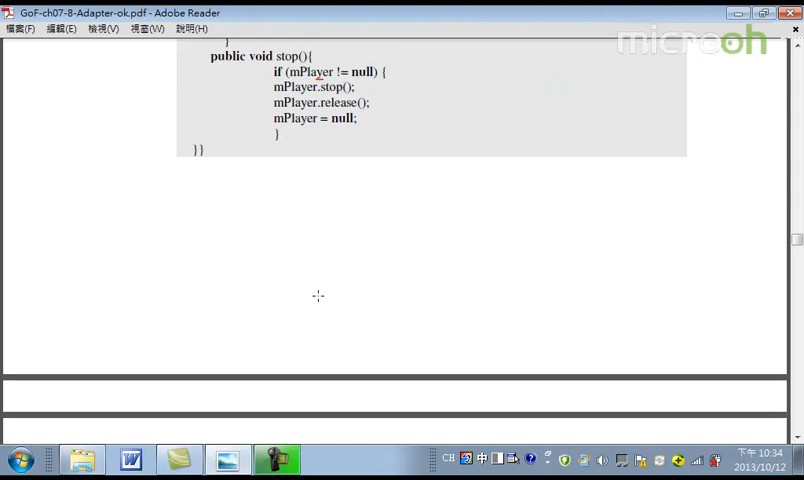 GoF-ch07-8-Adapter-ok.pdf - Adobe Reader
檔案(F) 編輯(E) 檢視(V) 視窗(W) 說明(H)
microoh
}
public void stop(){
if (mPlayer != null) {
mPlayer.stop();
mPlayer.release();
mPlayer = null;
}
}}
CH 中
下午 10:34
2013/10/12